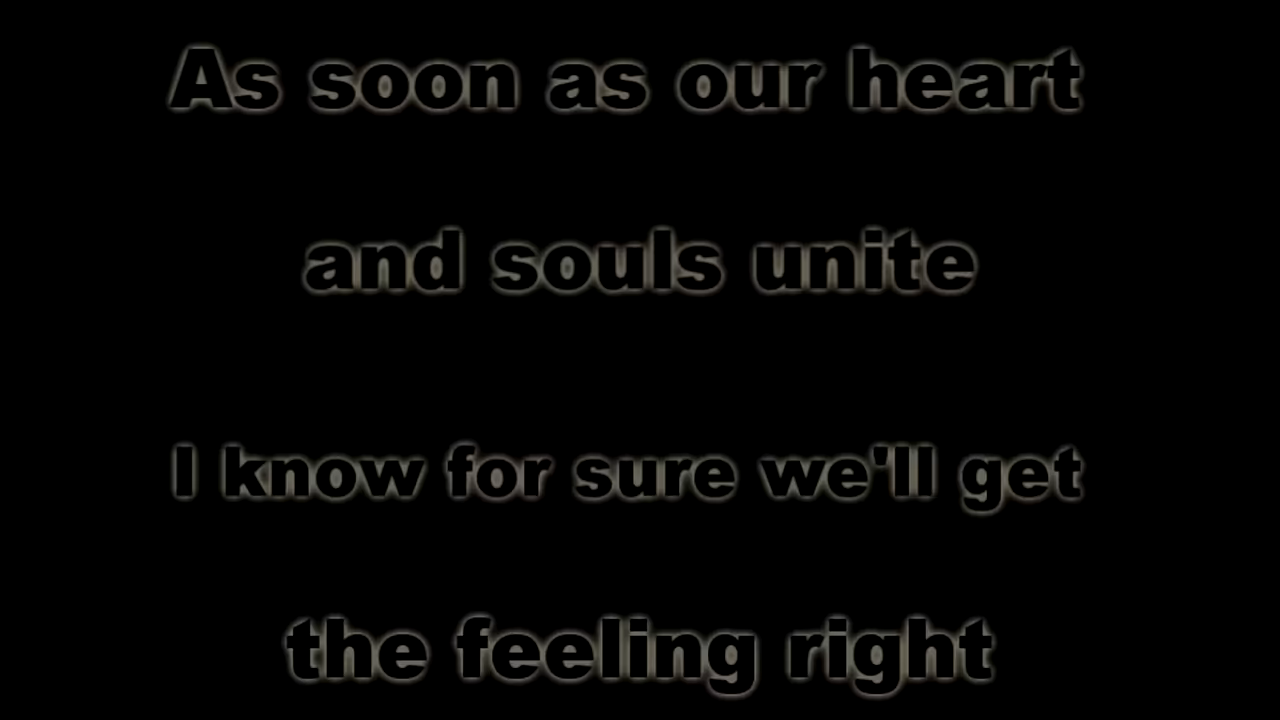 As soon as our heart
and souls unite
I know for sure we'll get
the feeling right